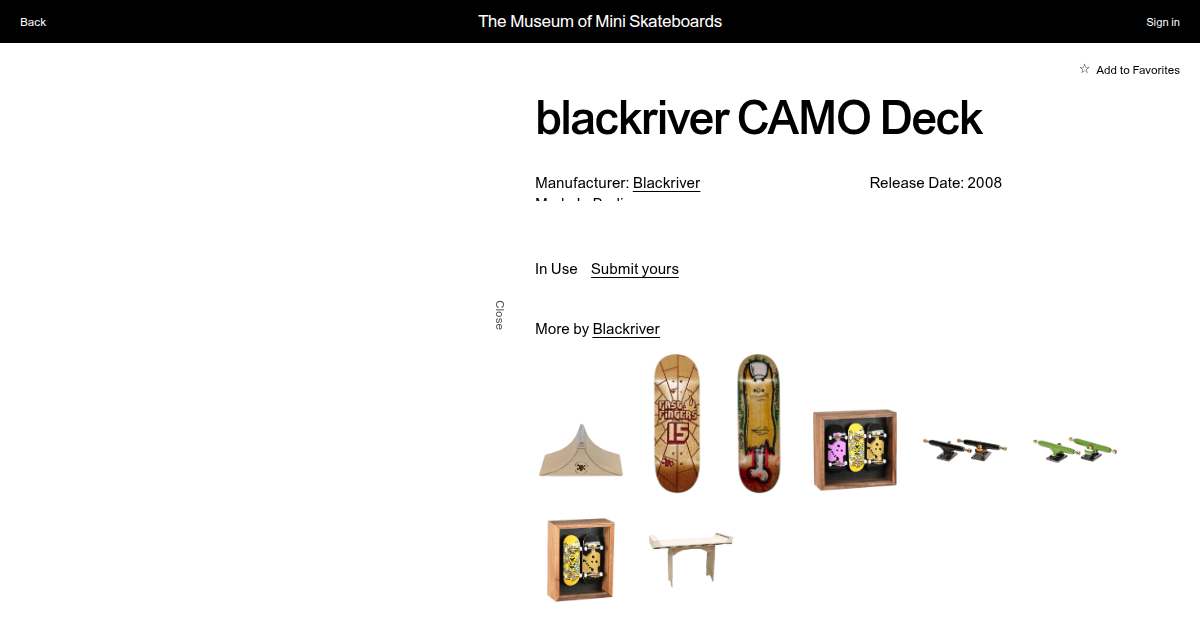 Back
The Museum of Mini Skateboards
Sign in
☆ Add to Favorites
blackriver CAMO Deck
Manufacturer: Blackriver
Release Date: 2008
In Use Submit yours
Close
More by Blackriver
FAST
FINGERS
15